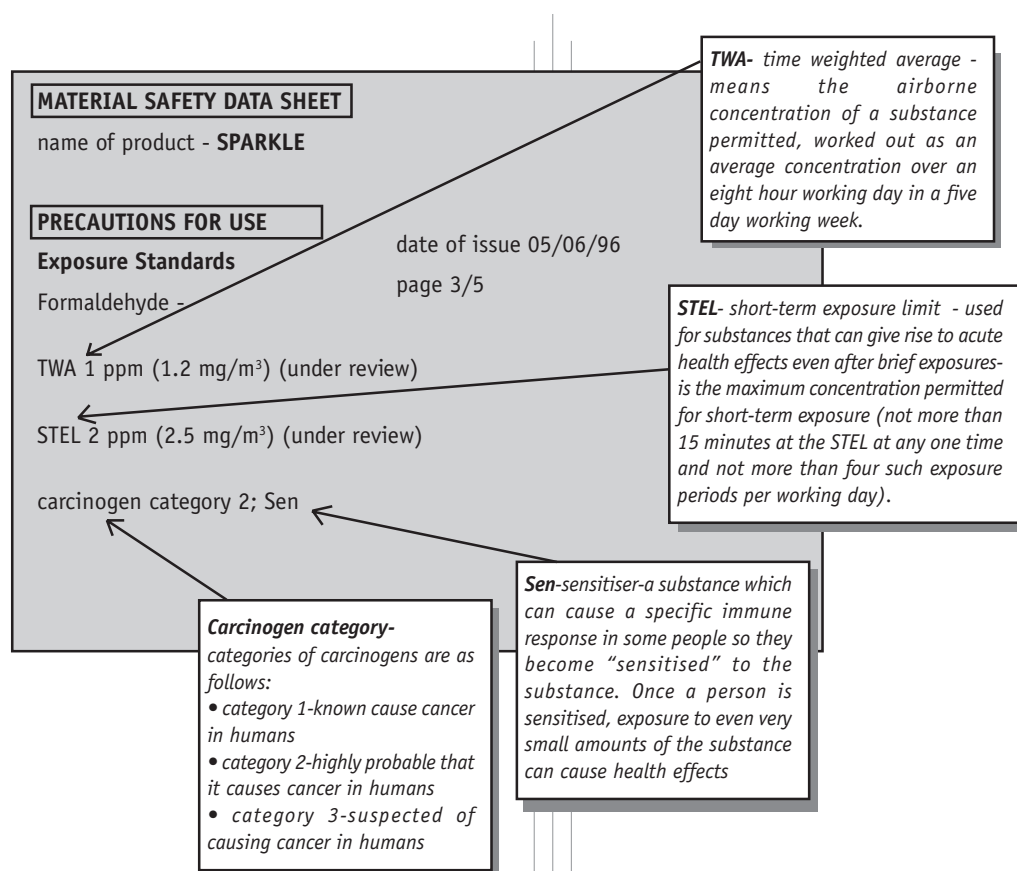 MATERIAL SAFETY DATA SHEET
name of product - SPARKLE
PRECAUTIONS FOR USE
Exposure Standards
Formaldehyde -
date of issue 05/06/96
page 3/5
TWA 1 ppm (1.2 mg/m³) (under review)
STEL 2 ppm (2.5 mg/m³) (under review)
carcinogen category 2; Sen
TWA- time weighted average -
means the airborne
concentration of a substance
permitted, worked out as an
average concentration over an
eight hour working day in a five
day working week.
STEL- short-term exposure limit - used
for substances that can give rise to acute
health effects even after brief exposures-
is the maximum concentration permitted
for short-term exposure (not more than
15 minutes at the STEL at any one time
and not more than four such exposure
periods per working day).
Sen-sensitiser-a substance which
can cause a specific immune
response in some people so they
become “sensitised” to the
substance. Once a person is
sensitised, exposure to even very
small amounts of the substance
can cause health effects
Carcinogen category-
categories of carcinogens are as
follows:
• category 1-known cause cancer
in humans
• category 2-highly probable that
it causes cancer in humans
• category 3-suspected of
causing cancer in humans